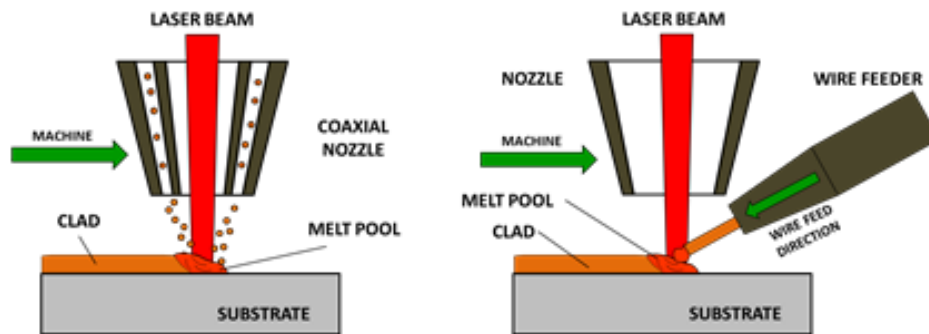 LASER BEAM
MACHINE
COAXIAL
NOZZLE
CLAD
MELT POOL
SUBSTRATE
LASER BEAM
NOZZLE
WIRE FEEDER
MACHINE
MELT POOL
CLAD
WIRE FEED
DIRECTION
SUBSTRATE